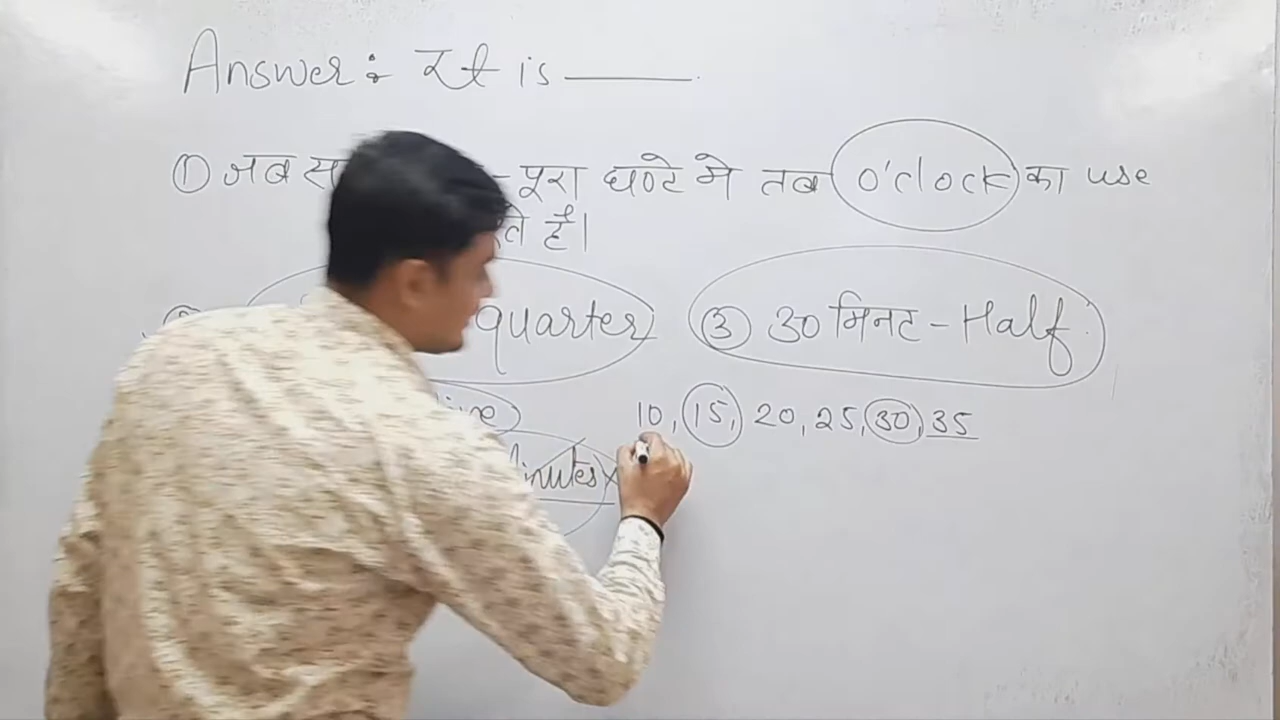 Answer: It is ______
① जब - पूरा घण्टे मे तब o'clock का use
है।
quarter ③ 30 मिनट - Half
10, 15, 20, 25, 30, 35